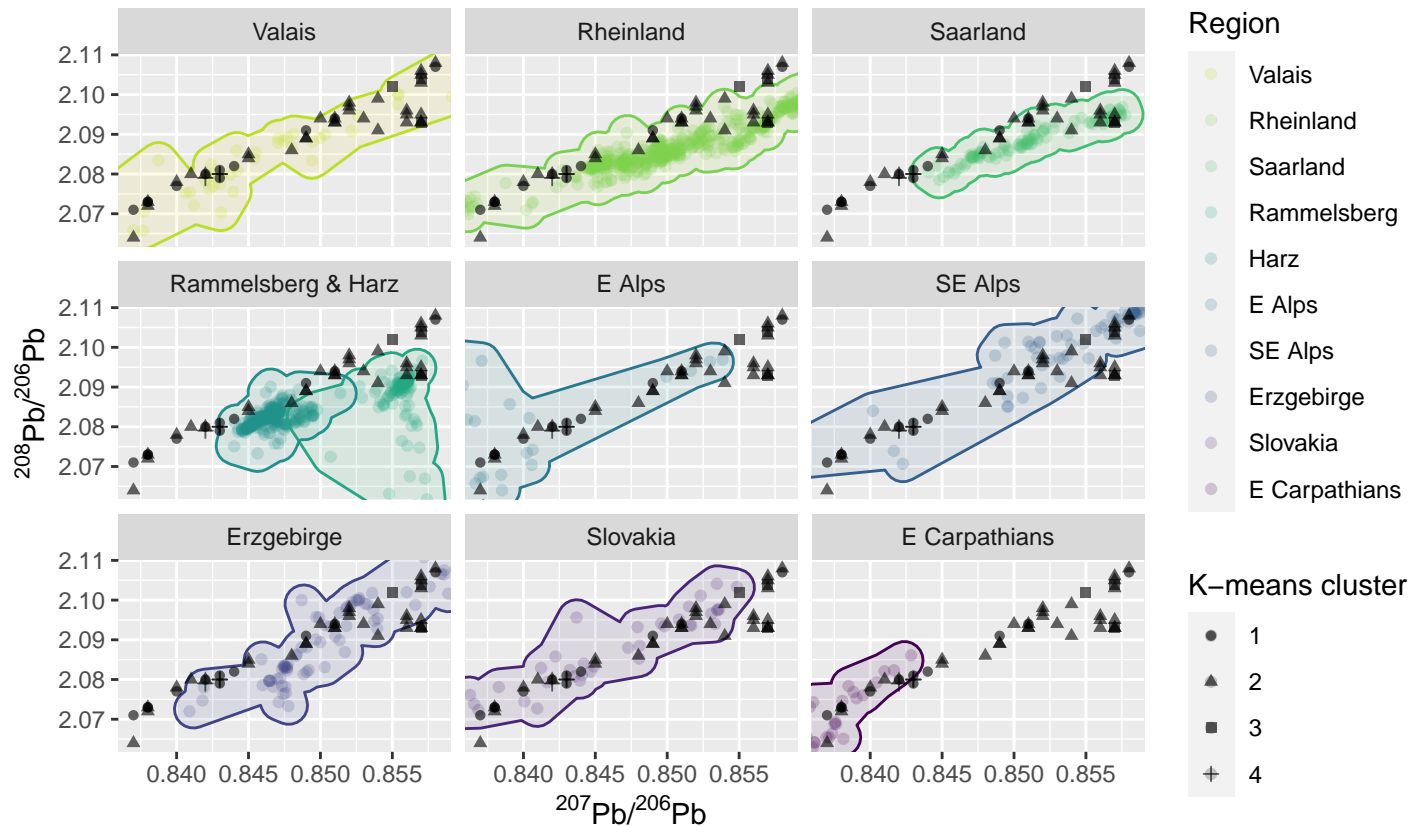 Valais Rheinland Saarland
2.11
2.10
2.09
2.08
2.07
Rammelsberg & Harz E Alps SE Alps
2.11
2.10
2.09
2.08
2.07
Erzgebirge Slovakia E Carpathians
2.11
2.10
2.09
2.08
2.07
0.840 0.845 0.850 0.855 0.840 0.845 0.850 0.855 0.840 0.845 0.850 0.855
²⁰⁷Pb/²⁰⁶Pb
²⁰⁸Pb/²⁰⁶Pb
Region
Valais
Rheinland
Saarland
Rammelsberg
Harz
E Alps
SE Alps
Erzgebirge
Slovakia
E Carpathians
K−means cluster
1
2
3
4